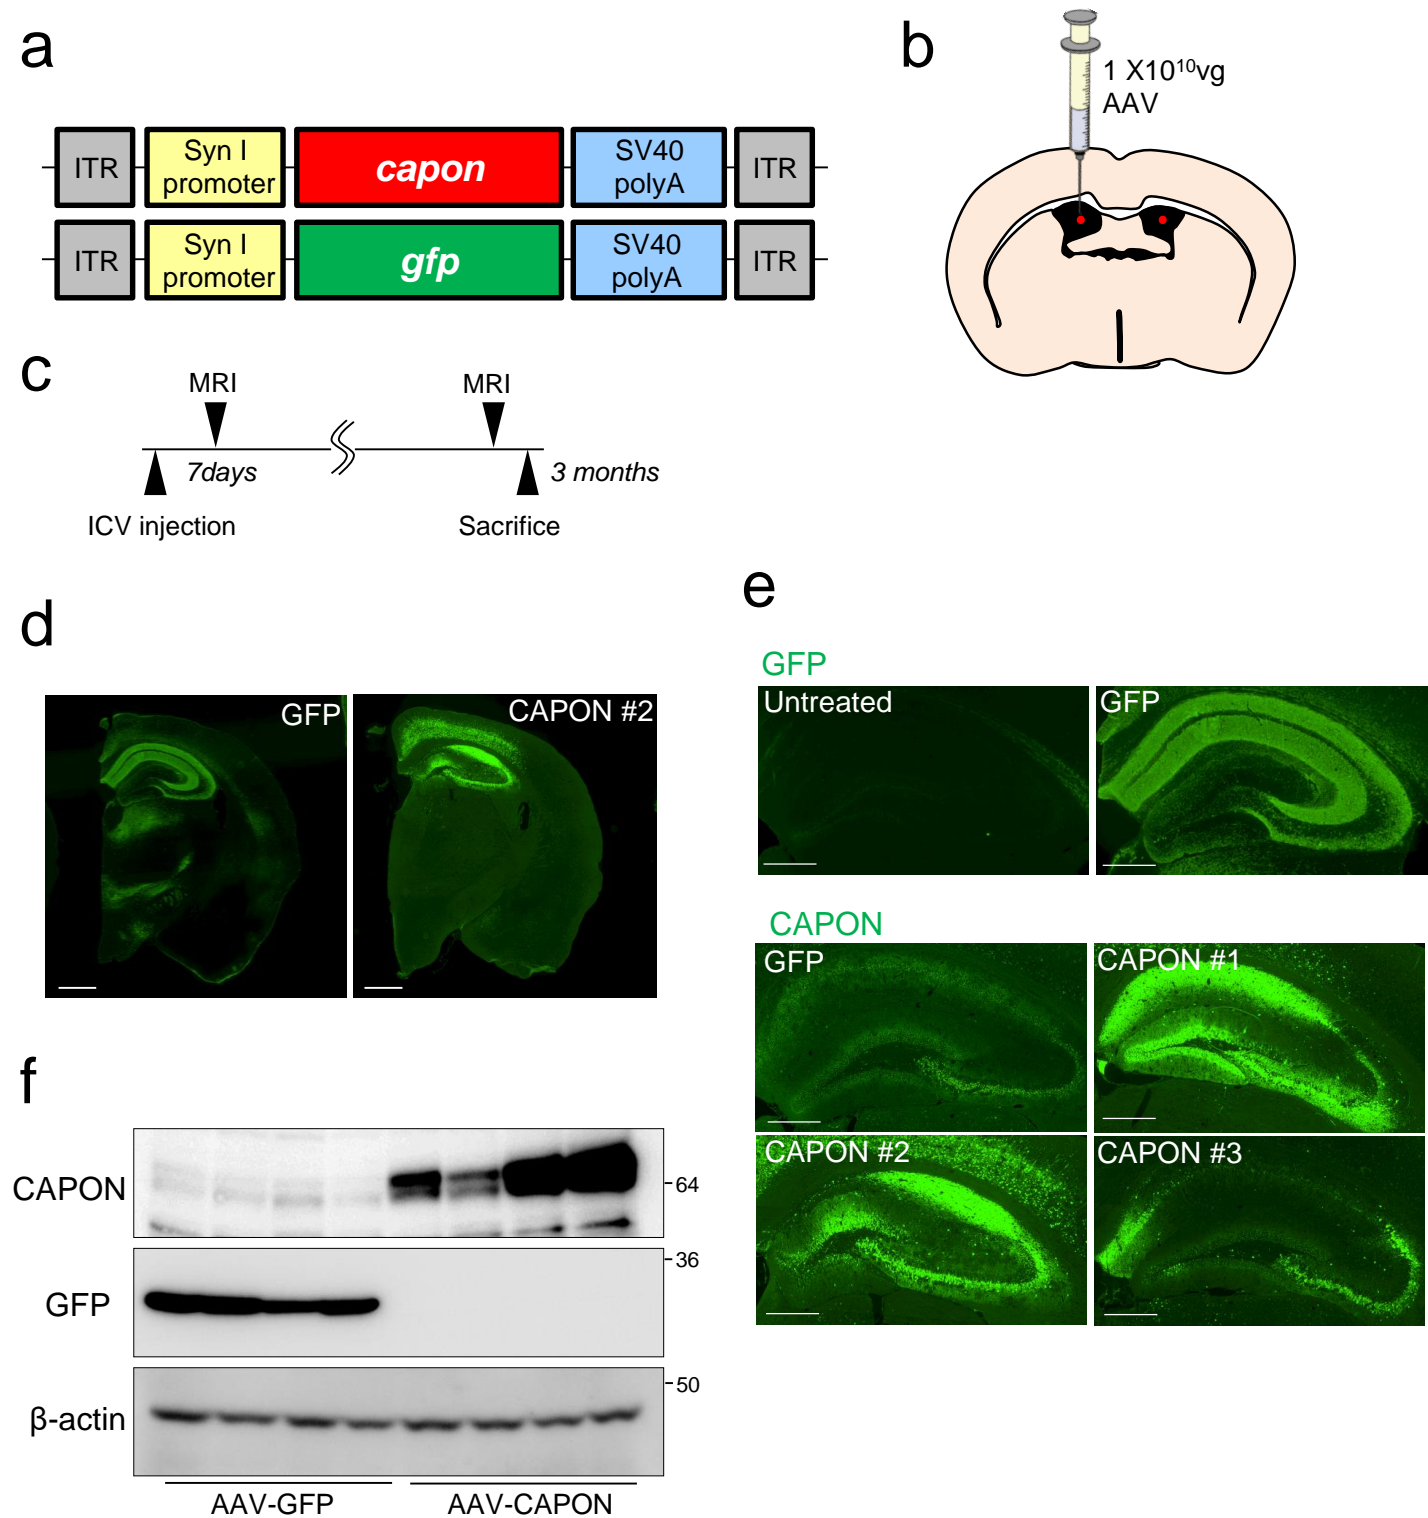 a
ITR
Syn I
promoter
capon
SV40
polyA
ITR
ITR
Syn I
promoter
gfp
SV40
polyA
ITR
b
1 X10¹⁰vg
AAV
c
MRI
MRI
7days
3 months
ICV injection
Sacrifice
d
GFP
CAPON #2
e
GFP
Untreated
GFP
CAPON
GFP
CAPON #1
CAPON #2
CAPON #3
f
CAPON
64
GFP
36
β-actin
50
AAV-GFP
AAV-CAPON